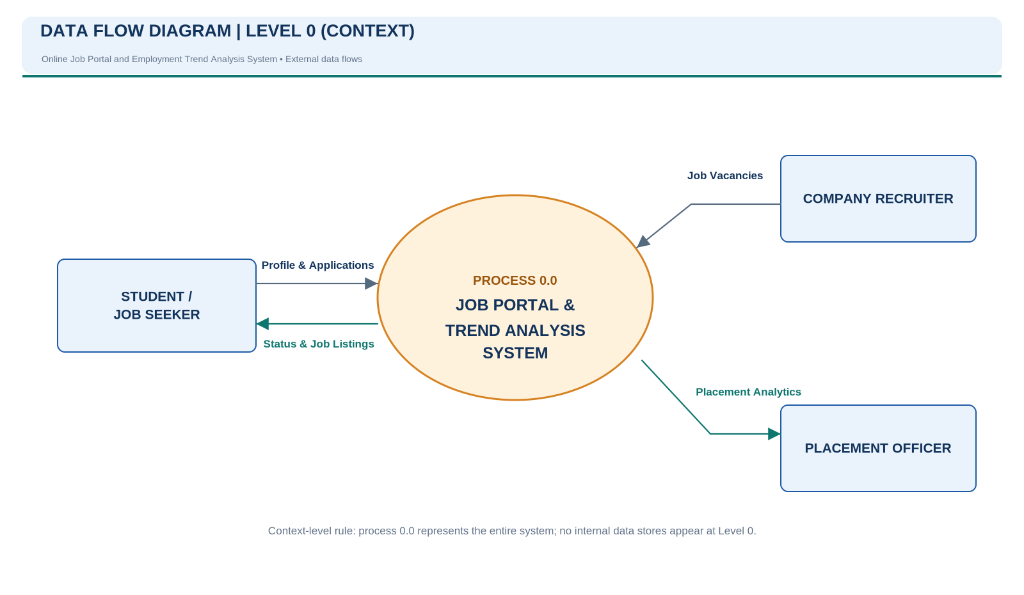 DATA FLOW DIAGRAM | LEVEL 0 (CONTEXT)
Online Job Portal and Employment Trend Analysis System • External data flows
Job Vacancies
COMPANY RECRUITER
Profile & Applications
STUDENT /
JOB SEEKER
Status & Job Listings
PROCESS 0.0
JOB PORTAL &
TREND ANALYSIS
SYSTEM
Placement Analytics
PLACEMENT OFFICER
Context-level rule: process 0.0 represents the entire system; no internal data stores appear at Level 0.